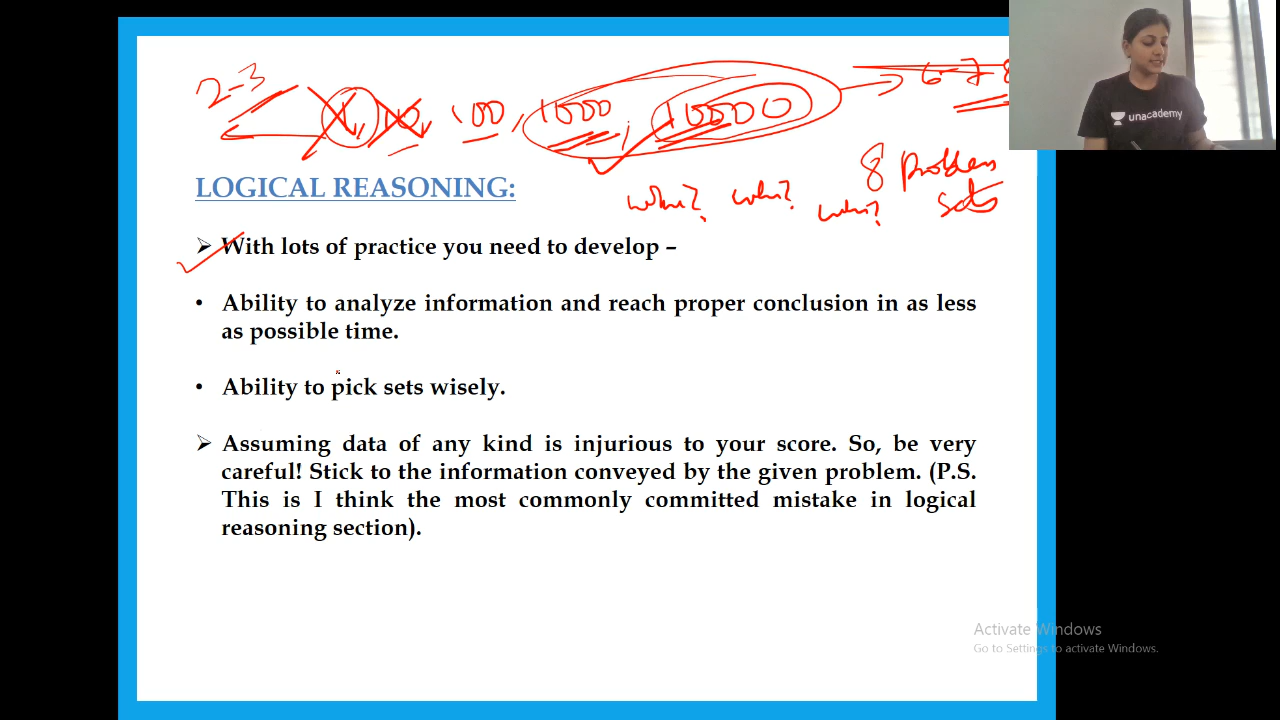 2-3
1, 10, 100, 1000, 10000 → 6-7-8
8 Problem
sets
unacademy
LOGICAL REASONING:
➢ With lots of practice you need to develop –
• Ability to analyze information and reach proper conclusion in as less
as possible time.
• Ability to pick sets wisely.
➢ Assuming data of any kind is injurious to your score. So, be very
careful! Stick to the information conveyed by the given problem. (P.S.
This is I think the most commonly committed mistake in logical
reasoning section).
Activate Windows
Go to Settings to activate Windows.